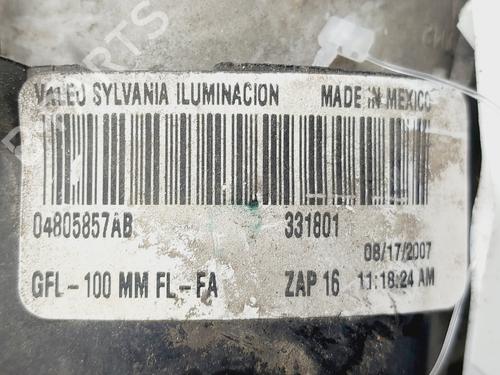 VALEO SYLVANIA ILUMINACION MADE IN MEXICO
04805857AB 331801
08/17/2007
GFL-100 MM FL-FA ZAP 16 11:18:24 AM